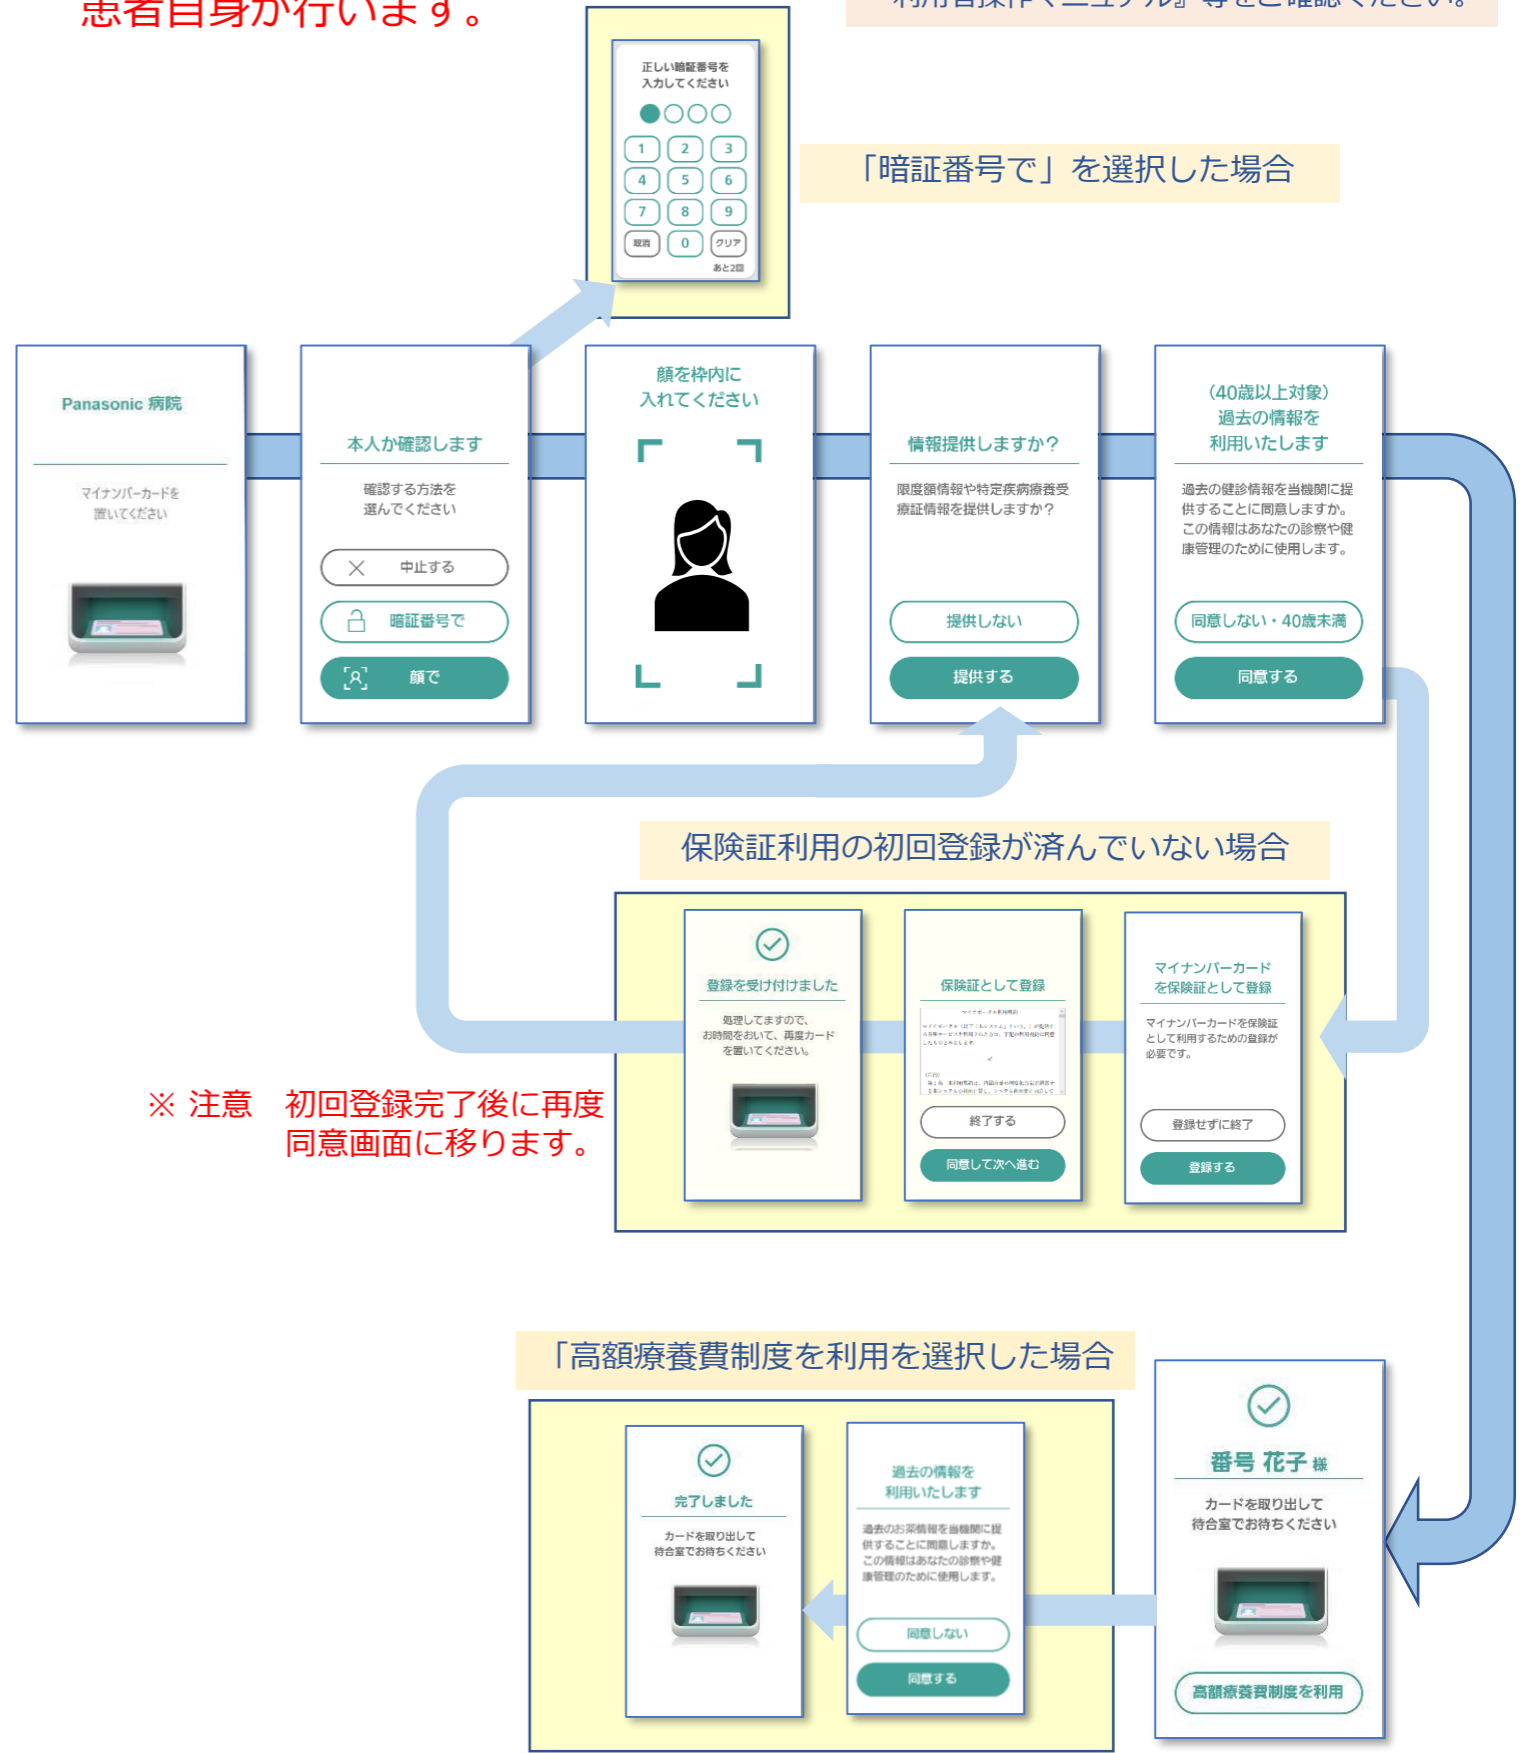 患者自身が行います。
利用者操作マニュアル』等をご確認ください。
正しい暗証番号を
入力してください
1 2 3
4 5 6
7 8 9
取消 0 クリア
あと2回
「暗証番号で」を選択した場合
Panasonic 病院
マイナンバーカードを
置いてください
本人か確認します
確認する方法を
選んでください
中止する
暗証番号で
顔で
顔を枠内に
入れてください
情報提供しますか？
限度額情報や特定疾病療養受
療証情報を提供しますか？
提供しない
提供する
（40歳以上対象）
過去の情報を
利用いたします
過去の健診情報を当機関に提
供することに同意しますか。
この情報はあなたの診察や健
康管理のために使用します。
同意しない・40歳未満
同意する
保険証利用の初回登録が済んでいない場合
登録を受け付けました
処理してますので、
お時間をおいて、再度カード
を置いてください。
保険証として登録
マイナポータル利用規約
終了する
同意して次へ進む
マイナンバーカード
を保険証として登録
マイナンバーカードを保険証
として利用するための登録が
必要です。
登録せずに終了
登録する
※ 注意 初回登録完了後に再度
同意画面に移ります。
「高額療養費制度を利用を選択した場合
完了しました
カードを取り出して
待合室でお待ちください
過去の情報を
利用いたします
過去のお薬情報を当機関に提
供することに同意しますか。
この情報はあなたの診察や健
康管理のために使用します。
同意しない
同意する
番号 花子 様
カードを取り出して
待合室でお待ちください
高額療養費制度を利用